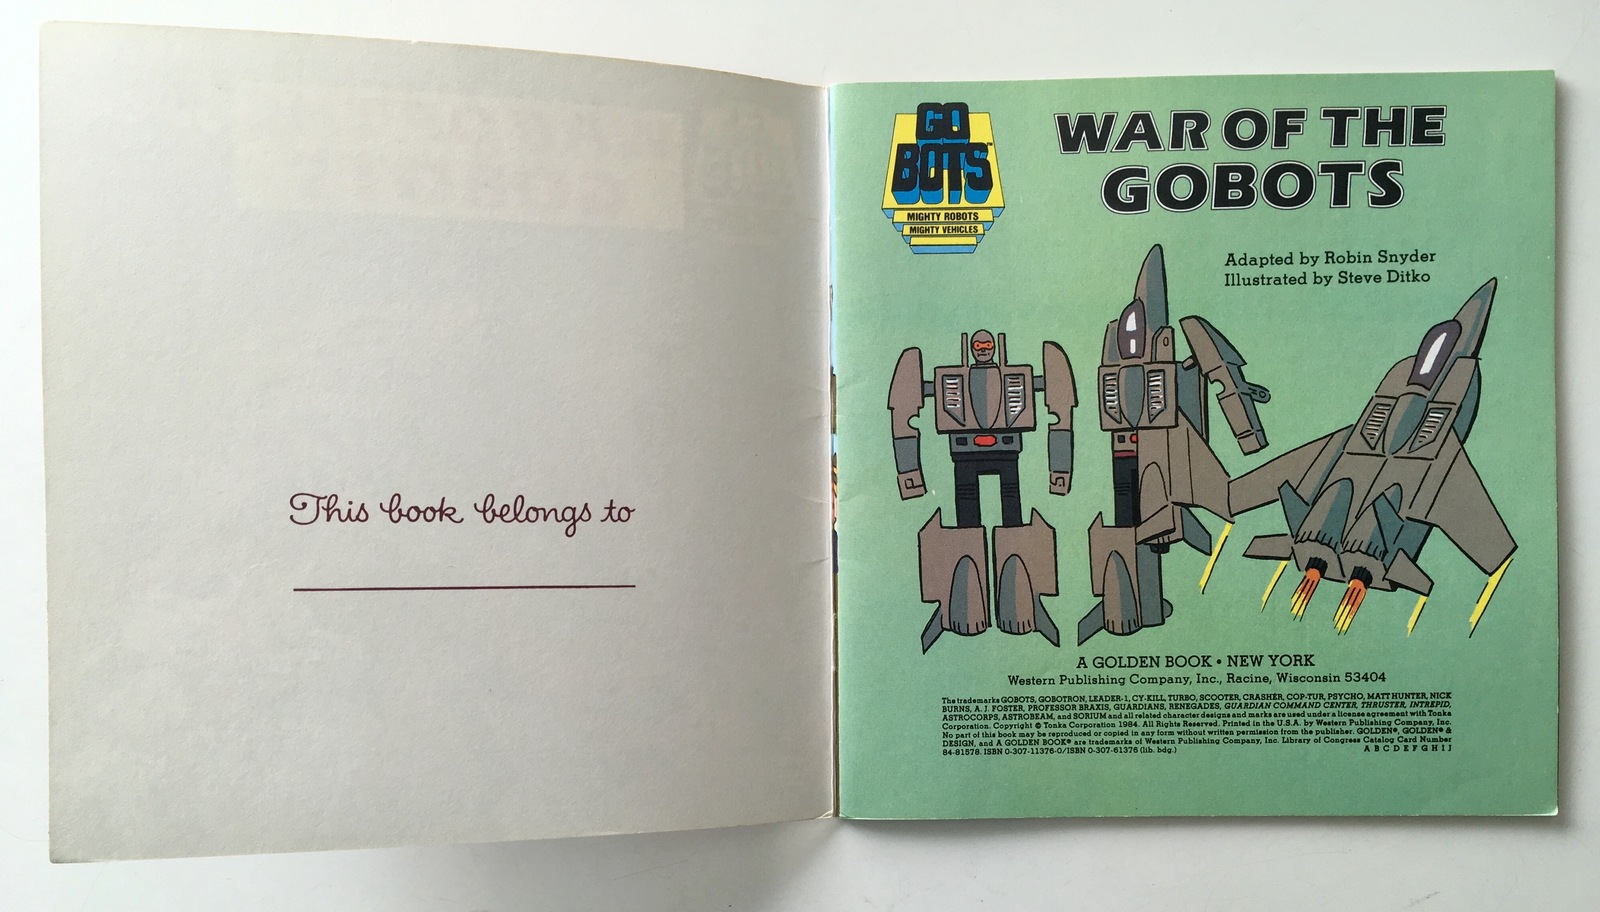 This book belongs to
GO
BOTS™
MIGHTY ROBOTS
MIGHTY VEHICLES
WAR OF THE
GOBOTS
Adapted by Robin Snyder
Illustrated by Steve Ditko
A GOLDEN BOOK • NEW YORK
Western Publishing Company, Inc., Racine, Wisconsin 53404
The trademarks GOBOTS, GOBOTRON, LEADER-1, CY-KILL, TURBO, SCOOTER, CRASHER, COP-TUR, PSYCHO, MATT HUNTER, NICK
BURNS, A. J. FOSTER, PROFESSOR BRAXIS, GUARDIANS, RENEGADES, GUARDIAN COMMAND CENTER, THRUSTER, INTREPID,
ASTROCORPS, ASTROBEAM, and SORIUM and all related character designs and marks are used under a license agreement with Tonka
Corporation. Copyright © Tonka Corporation 1984. All Rights Reserved. Printed in the U.S.A. by Western Publishing Company, Inc.
No part of this book may be reproduced or copied in any form without written permission from the publisher. GOLDEN®, GOLDEN® &
DESIGN, and A GOLDEN BOOK® are trademarks of Western Publishing Company, Inc. Library of Congress Catalog Card Number
84-81578. ISBN 0-307-11376-0/ISBN 0-307-61376 (lib. bdg.) A B C D E F G H I J